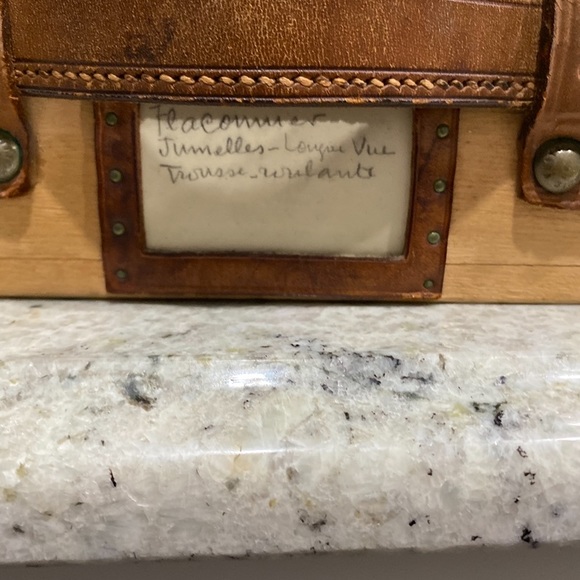 Flaconnier
Jumelles - Longue Vue
Trousse - roulante